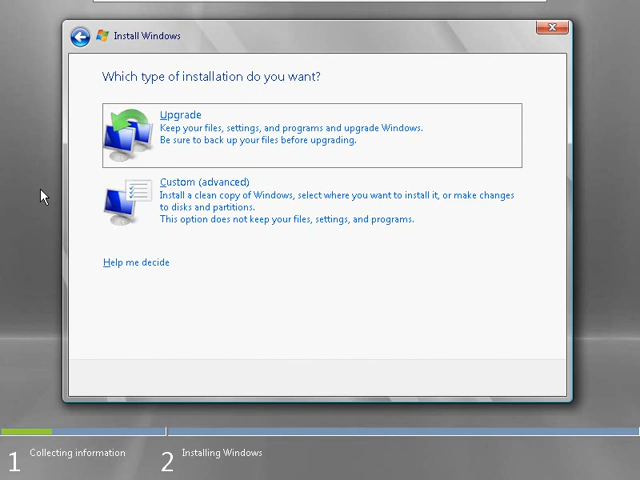 Install Windows
Which type of installation do you want?
Upgrade
Keep your files, settings, and programs and upgrade Windows.
Be sure to back up your files before upgrading.
Custom (advanced)
Install a clean copy of Windows, select where you want to install it, or make changes
to disks and partitions.
This option does not keep your files, settings, and programs.
Help me decide
1 Collecting information
2 Installing Windows